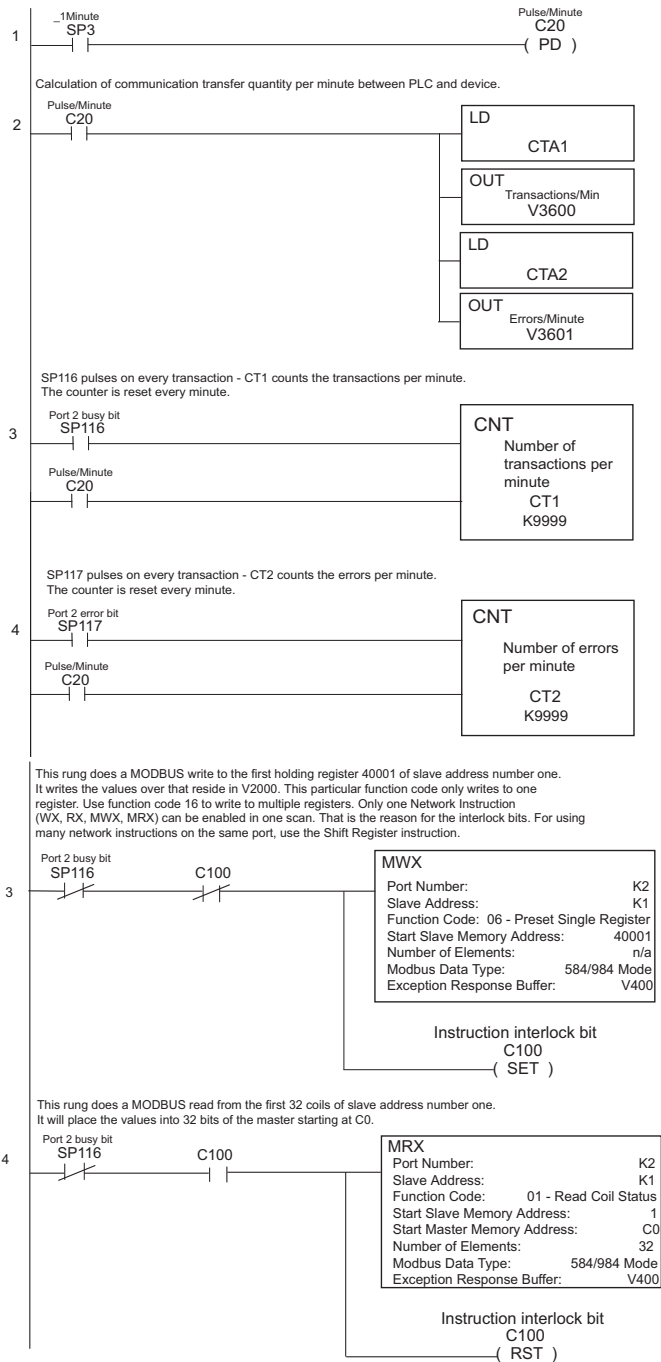 1
_1Minute
SP3
Pulse/Minute
C20
( PD )
Calculation of communication transfer quantity per minute between PLC and device.
2
Pulse/Minute
C20
LD
CTA1
OUT
Transactions/Min
V3600
LD
CTA2
OUT
Errors/Minute
V3601
SP116 pulses on every transaction - CT1 counts the transactions per minute.
The counter is reset every minute.
3
Port 2 busy bit
SP116
Pulse/Minute
C20
CNT
Number of
transactions per
minute
CT1
K9999
SP117 pulses on every transaction - CT2 counts the errors per minute.
The counter is reset every minute.
4
Port 2 error bit
SP117
Pulse/Minute
C20
CNT
Number of errors
per minute
CT2
K9999
This rung does a MODBUS write to the first holding register 40001 of slave address number one.
It writes the values over that reside in V2000. This particular function code only writes to one
register. Use function code 16 to write to multiple registers. Only one Network Instruction
(WX, RX, MWX, MRX) can be enabled in one scan. That is the reason for the interlock bits. For using
many network instructions on the same port, use the Shift Register instruction.
3
Port 2 busy bit
SP116
C100
MWX
Port Number: K2
Slave Address: K1
Function Code: 06 - Preset Single Register
Start Slave Memory Address: 40001
Number of Elements: n/a
Modbus Data Type: 584/984 Mode
Exception Response Buffer: V400
Instruction interlock bit
C100
( SET )
This rung does a MODBUS read from the first 32 coils of slave address number one.
It will place the values into 32 bits of the master starting at C0.
4
Port 2 busy bit
SP116
C100
MRX
Port Number: K2
Slave Address: K1
Function Code: 01 - Read Coil Status
Start Slave Memory Address: 1
Start Master Memory Address: C0
Number of Elements: 32
Modbus Data Type: 584/984 Mode
Exception Response Buffer: V400
Instruction interlock bit
C100
( RST )